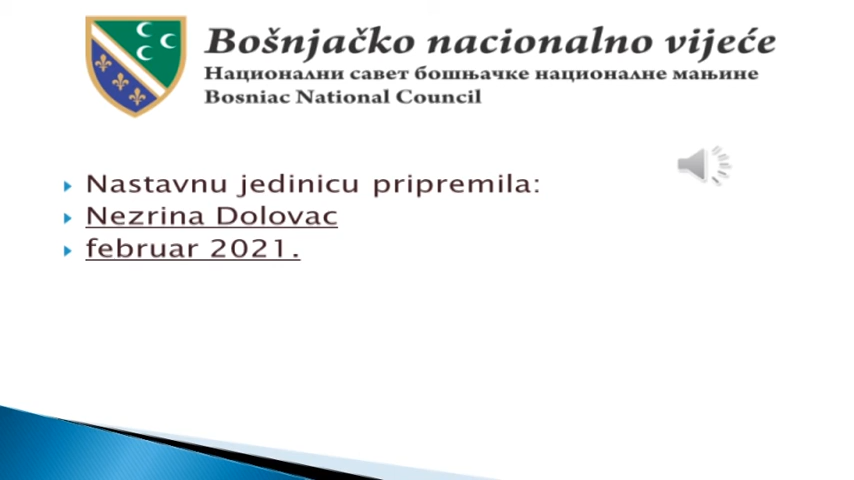 Bošnjačko nacionalno vijeće
Национални савет бошњачке националне мањине
Bosniac National Council
Nastavnu jedinicu pripremila:
Nezrina Dolovac
februar 2021.